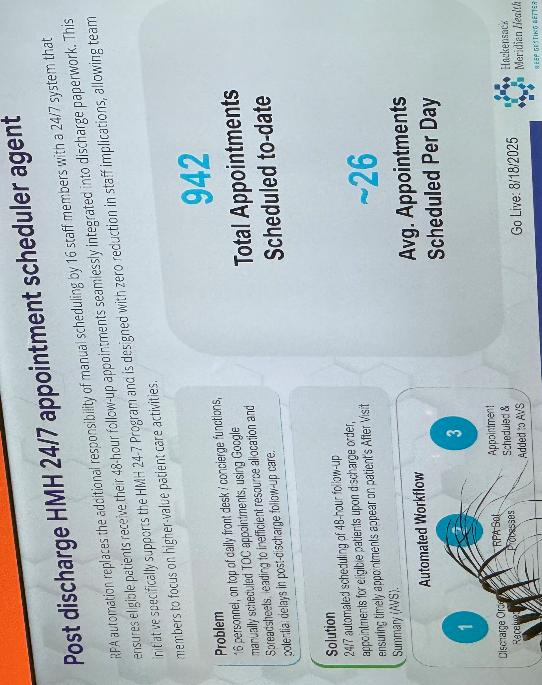 Post discharge HMH 24/7 appointment scheduler agent
RPA automation replaces the additional responsibility of manual scheduling by 16 staff members with a 24/7 system that
ensures eligible patients receive their 48-hour follow-up appointments seamlessly integrated into discharge paperwork. This
initiative specifically supports the HMH 24-7 Program and is designed with zero reduction in staff implications, allowing team
members to focus on higher-value patient care activities.
Problem
16 personnel, on top of daily front desk / concierge functions,
manually scheduled TOC appointments, using Google
Spreadsheets, leading to inefficient resource allocation and
potential delays in post-discharge follow-up care.
Solution
24/7 automated scheduling of 48-hour follow-up
appointments for eligible patients upon discharge order,
ensuring timely appointments appear on patient's After Visit
Summary (AVS).
Automated Workflow
1
3
Discharge
RPA Bot
Processes
Appointment
Scheduled &
Added to AVS
942
Total Appointments
Scheduled to-date
~26
Avg. Appointments
Scheduled Per Day
Go Live: 8/18/2025
Hackensack
Meridian Health
KEEP GETTING BETTER